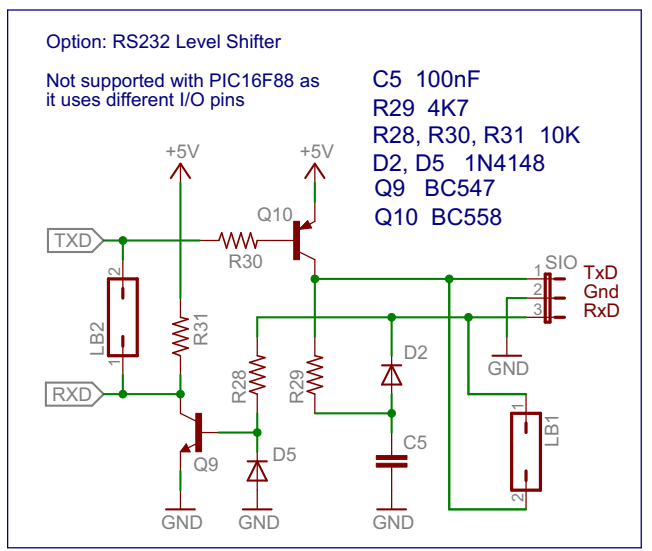 Option: RS232 Level Shifter
Not supported with PIC16F88 as
it uses different I/O pins
C5 100nF
R29 4K7
R28, R30, R31 10K
D2, D5 1N4148
Q9 BC547
Q10 BC558
+5V
+5V
Q10
TXD
R30
SIO
1 TxD
2 Gnd
3 RxD
2
LB2
1
R31
GND
D2
R28
R29
RXD
1
LB1
2
Q9
D5
C5
GND
GND
GND